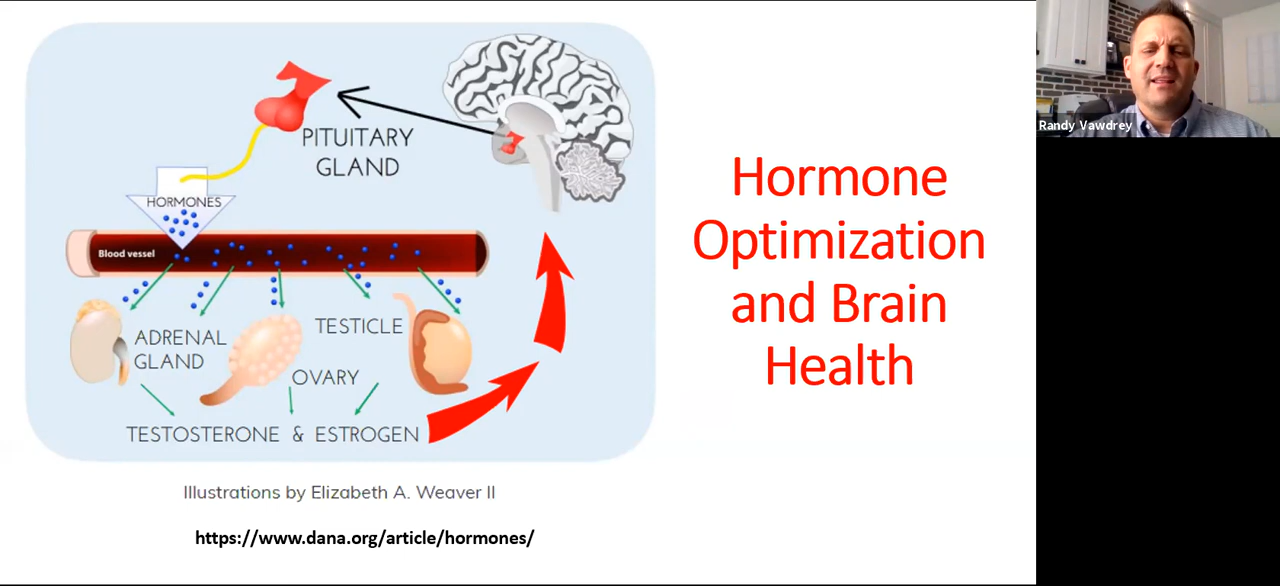 PITUITARY
GLAND
HORMONES
Blood vessel
ADRENAL
GLAND
TESTICLE
OVARY
TESTOSTERONE & ESTROGEN
Illustrations by Elizabeth A. Weaver II
https://www.dana.org/article/hormones/
Hormone
Optimization
and Brain
Health
Randy Vawdrey